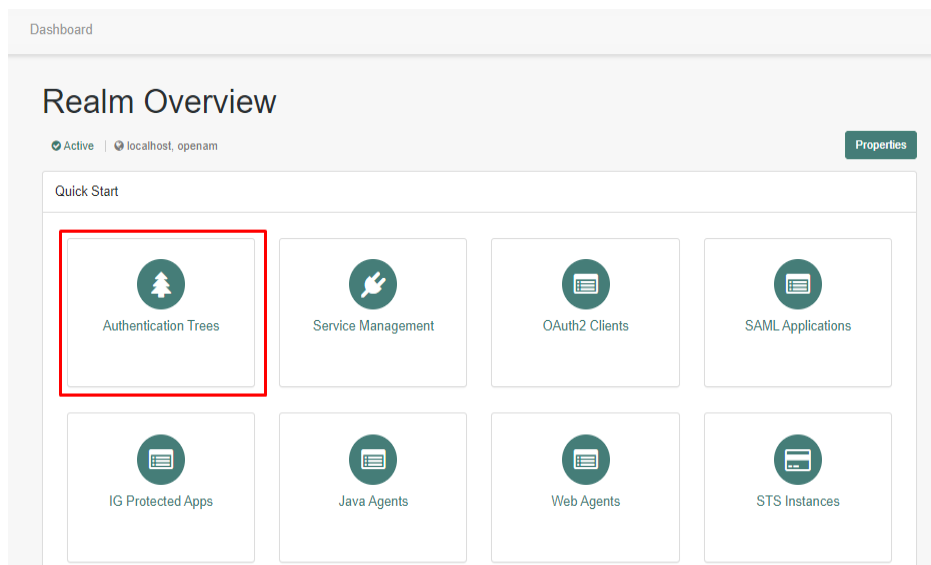 Dashboard
Realm Overview
Active | localhost, openam
Properties
Quick Start
Authentication Trees
Service Management
OAuth2 Clients
SAML Applications
IG Protected Apps
Java Agents
Web Agents
STS Instances